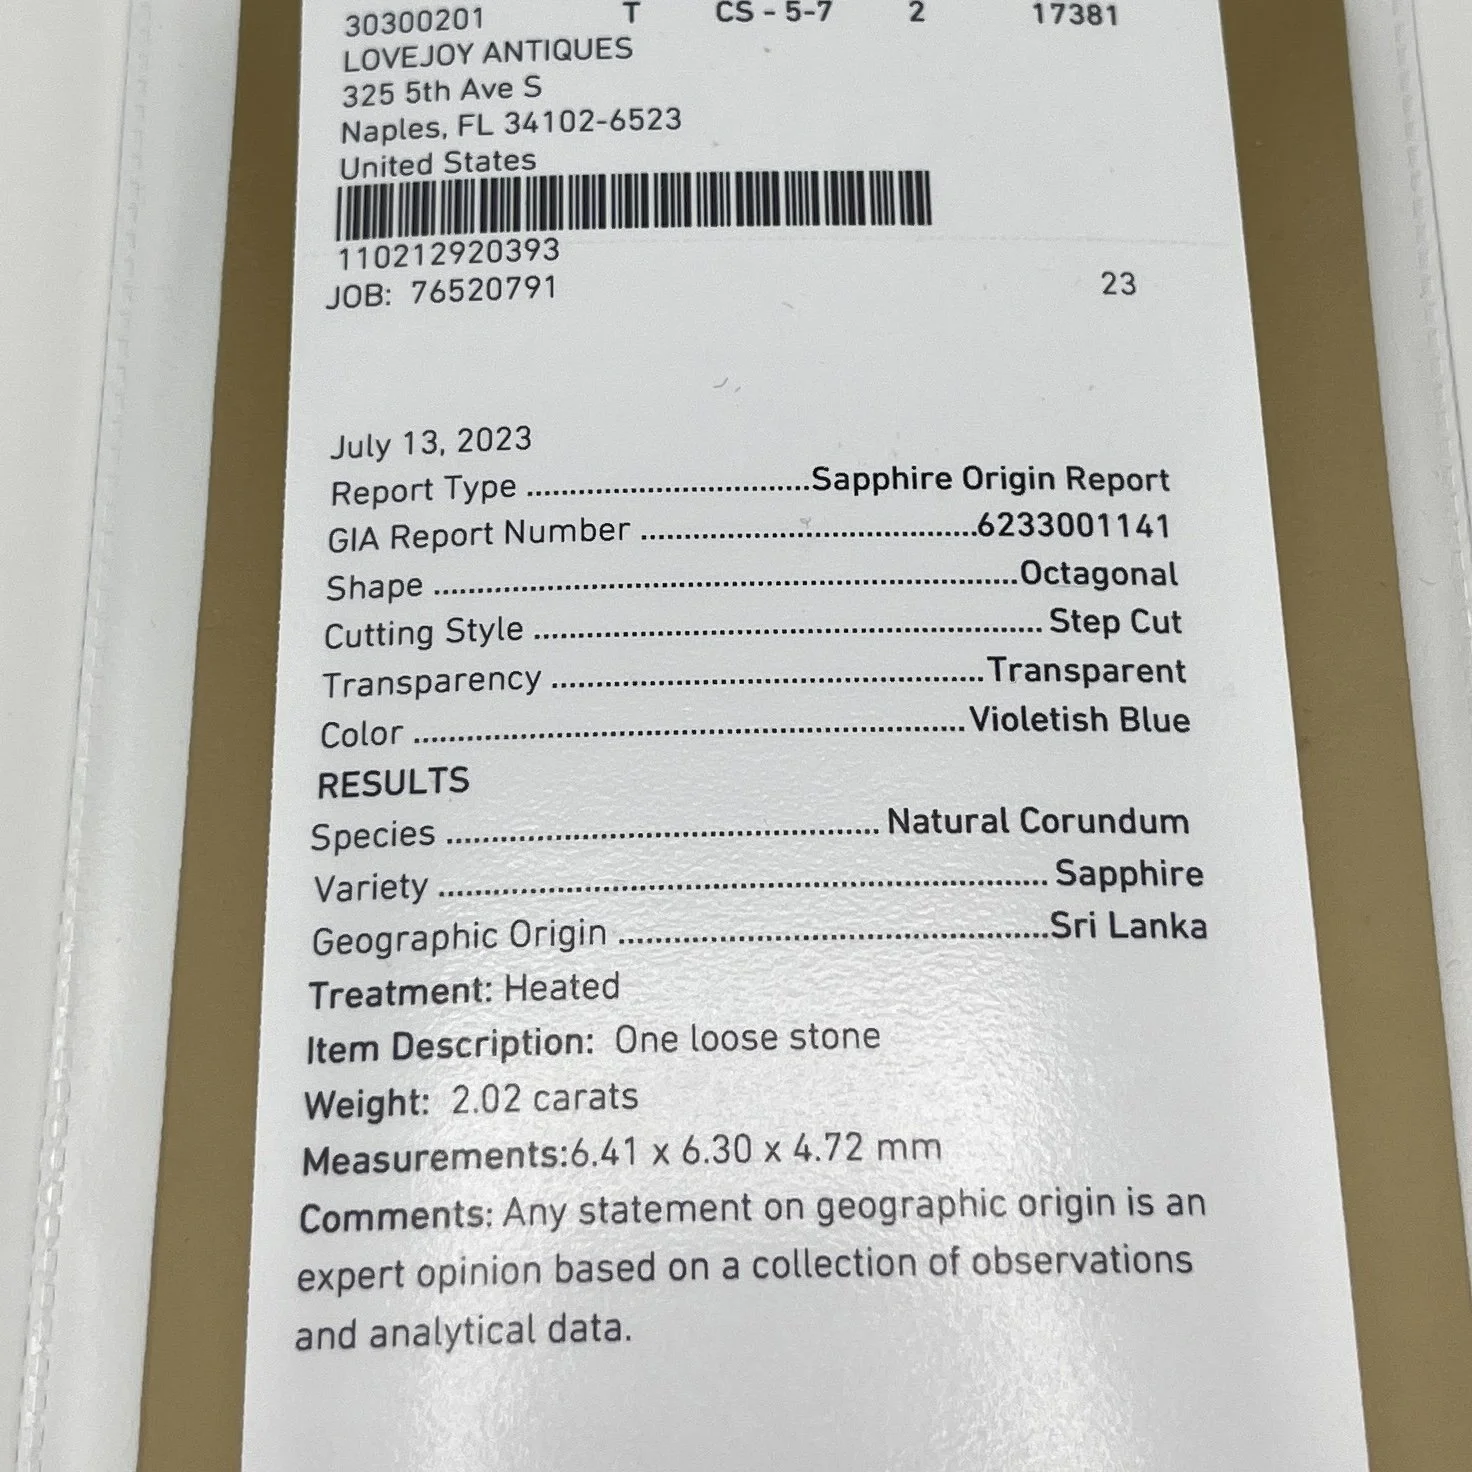 30300201 T CS - 5-7 2 17381
LOVEJOY ANTIQUES
325 5th Ave S
Naples, FL 34102-6523
United States
110212920393
JOB: 76520791 23
July 13, 2023
Report Type ................................Sapphire Origin Report
GIA Report Number ......................................6233001141
Shape ..................................................................Octagonal
Cutting Style .......................................................... Step Cut
Transparency .................................................Transparent
Color ..............................................................Violetish Blue
RESULTS
Species ................................................. Natural Corundum
Variety ..................................................................... Sapphire
Geographic Origin ................................................Sri Lanka
Treatment: Heated
Item Description: One loose stone
Weight: 2.02 carats
Measurements:6.41 x 6.30 x 4.72 mm
Comments: Any statement on geographic origin is an
expert opinion based on a collection of observations
and analytical data.